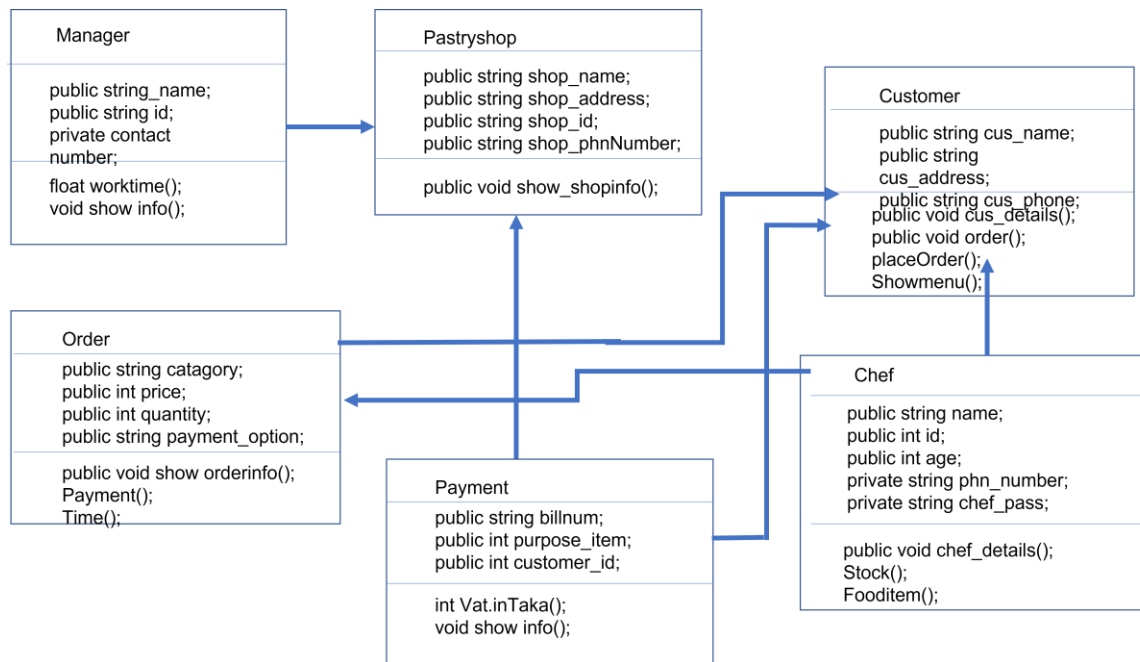 Manager
public string_name;
public string id;
private contact
number;
float worktime();
void show info();
Pastryshop
public string shop_name;
public string shop_address;
public string shop_id;
public string shop_phnNumber;
public void show_shopinfo();
Customer
public string cus_name;
public string
cus_address;
public string cus_phone;
public void cus_details();
public void order();
placeOrder();
Showmenu();
Order
public string catagory;
public int price;
public int quantity;
public string payment_option;
public void show orderinfo();
Payment();
Time();
Payment
public string billnum;
public int purpose_item;
public int customer_id;
int Vat.inTaka();
void show info();
Chef
public string name;
public int id;
public int age;
private string phn_number;
private string chef_pass;
public void chef_details();
Stock();
Fooditem();